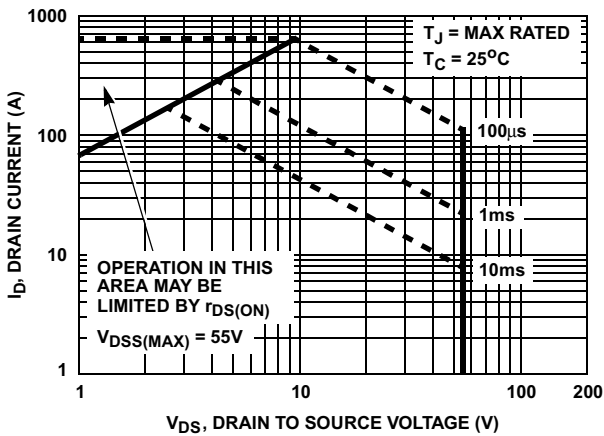 1000
100
10
1
I_D, DRAIN CURRENT (A)
T_J = MAX RATED
T_C = 25°C
100μs
1ms
10ms
OPERATION IN THIS
AREA MAY BE
LIMITED BY r_DS(ON)
V_DSS(MAX) = 55V
1 10 100 200
V_DS, DRAIN TO SOURCE VOLTAGE (V)